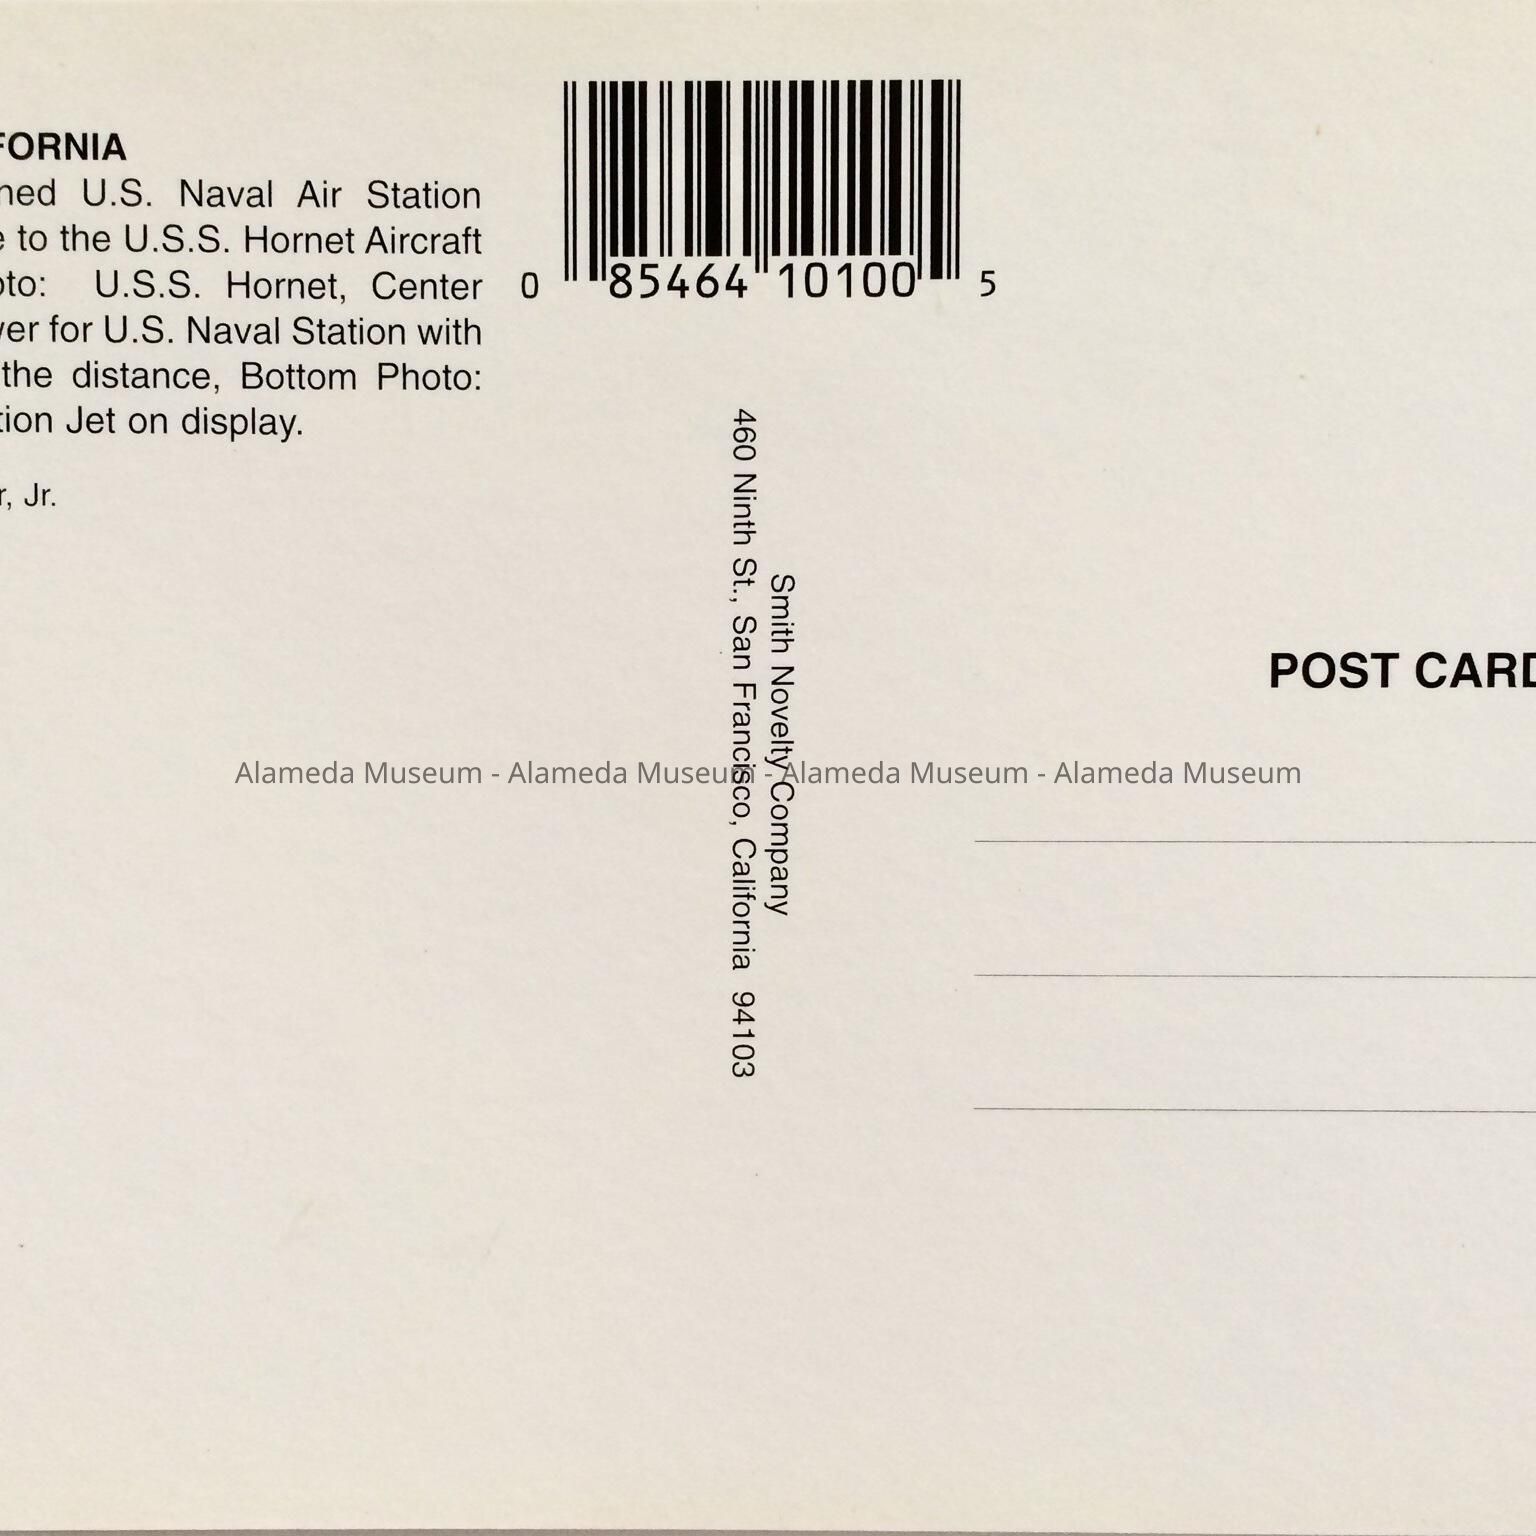 FORNIA
ned U.S. Naval Air Station
e to the U.S.S. Hornet Aircraft
oto: U.S.S. Hornet, Center
ver for U.S. Naval Station with
the distance, Bottom Photo:
tion Jet on display.
r, Jr.
0 85464 10100 5
Smith Novelty Company
460 Ninth St., San Francisco, California 94103
POST CARD
Alameda Museum - Alameda Museum - Alameda Museum - Alameda Museum